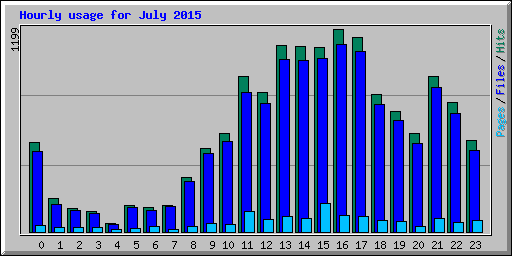 Hourly usage for July 2015
1199
Pages / Files / Hits
0 1 2 3 4 5 6 7 8 9 10 11 12 13 14 15 16 17 18 19 20 21 22 23